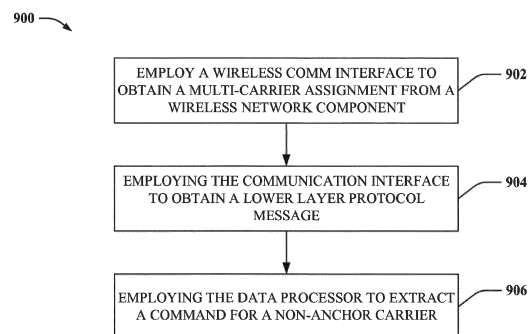 900
EMPLOY A WIRELESS COMM INTERFACE TO
OBTAIN A MULTI-CARRIER ASSIGNMENT FROM A
WIRELESS NETWORK COMPONENT
902
EMPLOYING THE COMMUNICATION INTERFACE
TO OBTAIN A LOWER LAYER PROTOCOL
MESSAGE
904
EMPLOYING THE DATA PROCESSOR TO EXTRACT
A COMMAND FOR A NON-ANCHOR CARRIER
906